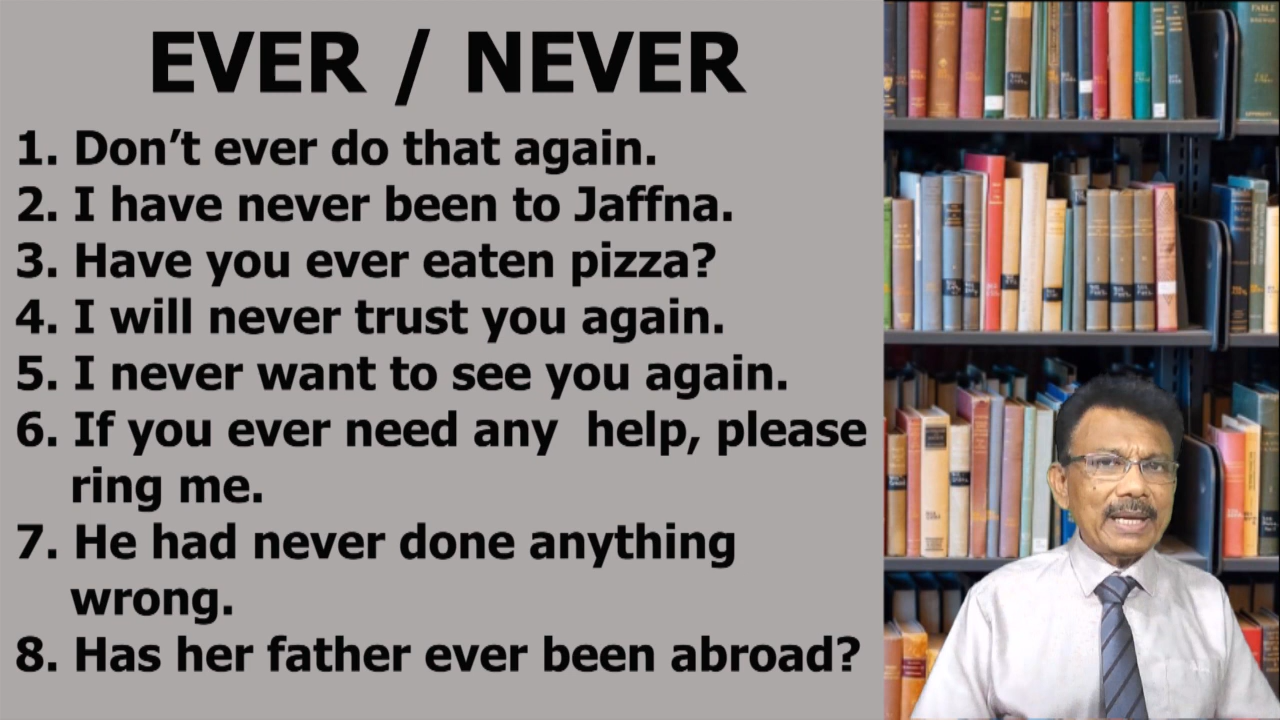 EVER / NEVER
1. Don’t ever do that again.
2. I have never been to Jaffna.
3. Have you ever eaten pizza?
4. I will never trust you again.
5. I never want to see you again.
6. If you ever need any  help, please
ring me.
7. He had never done anything
wrong.
8. Has her father ever been abroad?